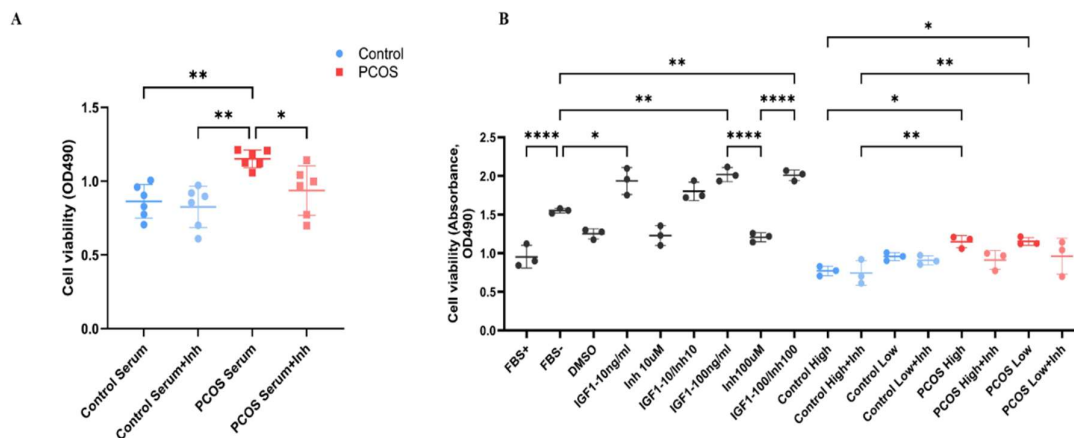 A
Control
PCOS
**
** *
1.5
1.0
0.5
0.0
Cell viability (OD490)
Control Serum
Control Serum+Inh
PCOS Serum
PCOS Serum+Inh
B
*
** **
** **** *
**** * **** **
2.5
2.0
1.5
1.0
0.5
0.0
Cell viability (Absorbance,
OD490)
FBS+
FBS-
DMSO
IGF1-10ng/ml
Inh 10uM
IGF1-10/Inh10
IGF1-100ng/ml
Inh100uM
IGF1-100/Inh100
Control High
Control High+Inh
Control Low
Control Low+Inh
PCOS High
PCOS High+Inh
PCOS Low
PCOS Low+Inh